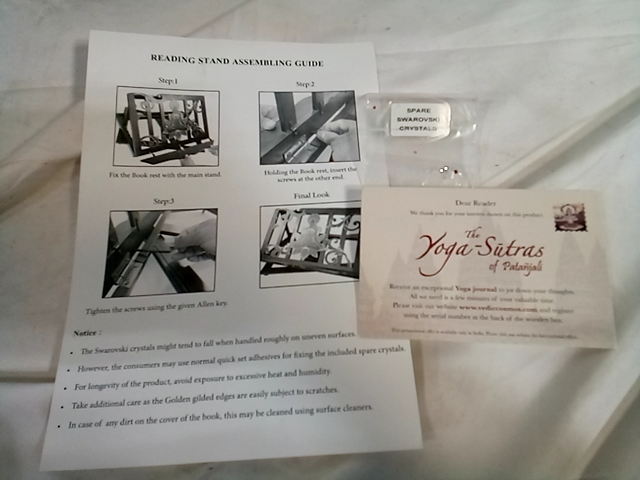 READING STAND ASSEMBLING GUIDE
Step:1
Fix the Book rest with the main stand.
Step:2
Holding the Book rest, insert the
screws at the other end.
Step:3
Tighten the screws using the given Allen key.
Final Look
Notice :
• The Swarovski crystals might tend to fall when handled roughly on uneven surfaces.
• However, the consumers may use normal quick set adhesives for fixing the included spare crystals.
• For longevity of the product, avoid exposure to excessive heat and humidity.
• Take additional care as the Golden gilded edges are easily subject to scratches.
• In case of any dirt on the cover of the book, this may be cleaned using surface cleaners.
SPARE
SWAROVSKI
CRYSTALS
Dear Reader
We thank you for your interest shown on this product.
The
Yoga-Sūtras
of Patañjali
Receive an exceptional Yoga journal to jot down your thoughts.
All we need is a few minutes of your valuable time.
Please visit our website and register
using the serial number at the back of the wooden box.